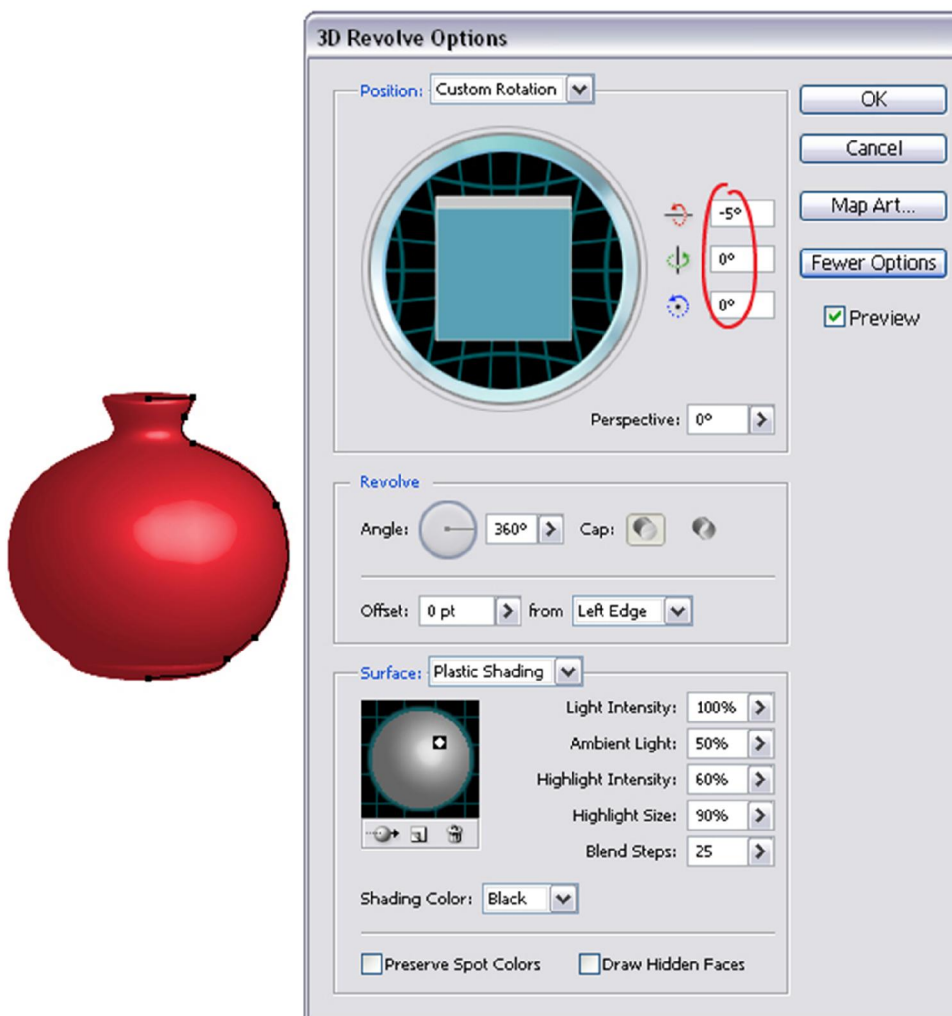 3D Revolve Options
Position: Custom Rotation
OK
Cancel
-5°
Map Art...
0°
Fewer Options
0°
Preview
Perspective: 0°
Revolve
Angle: 360° Cap:
Offset: 0 pt from Left Edge
Surface: Plastic Shading
Light Intensity: 100%
Ambient Light: 50%
Highlight Intensity: 60%
Highlight Size: 90%
Blend Steps: 25
Shading Color: Black
Preserve Spot Colors Draw Hidden Faces